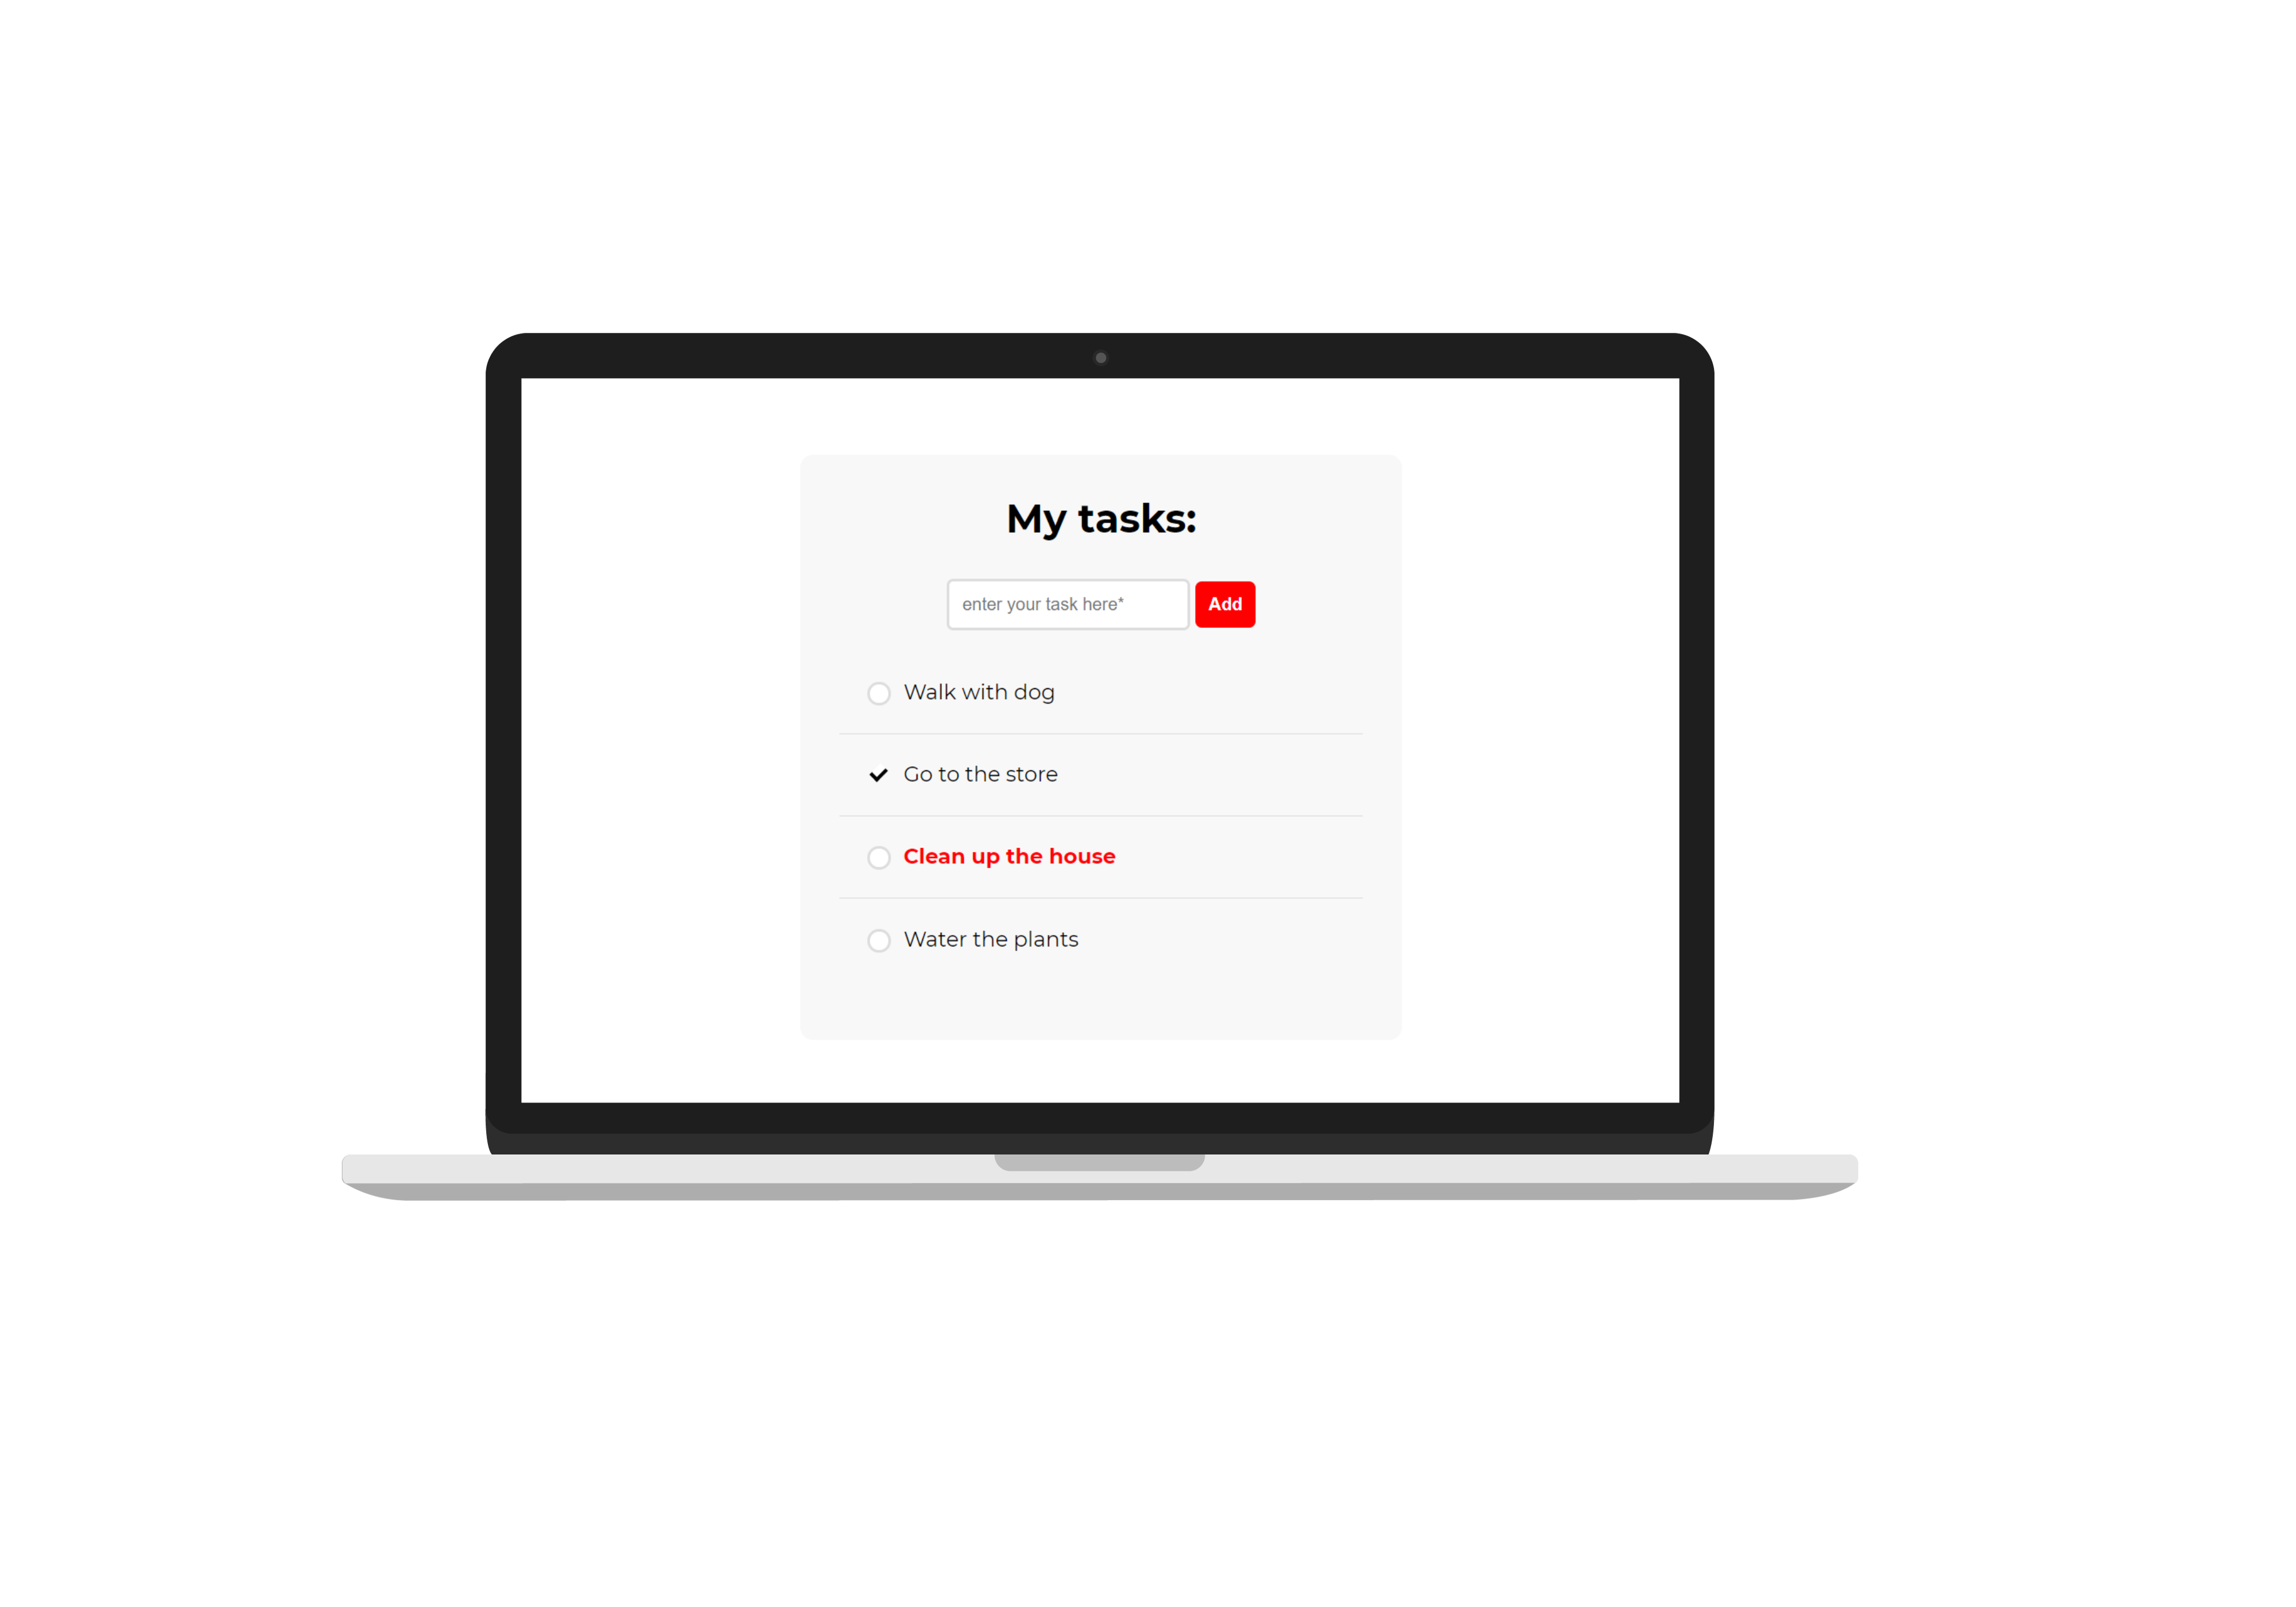 My tasks:
enter your task here*
Add
Walk with dog
Go to the store
Clean up the house
Water the plants